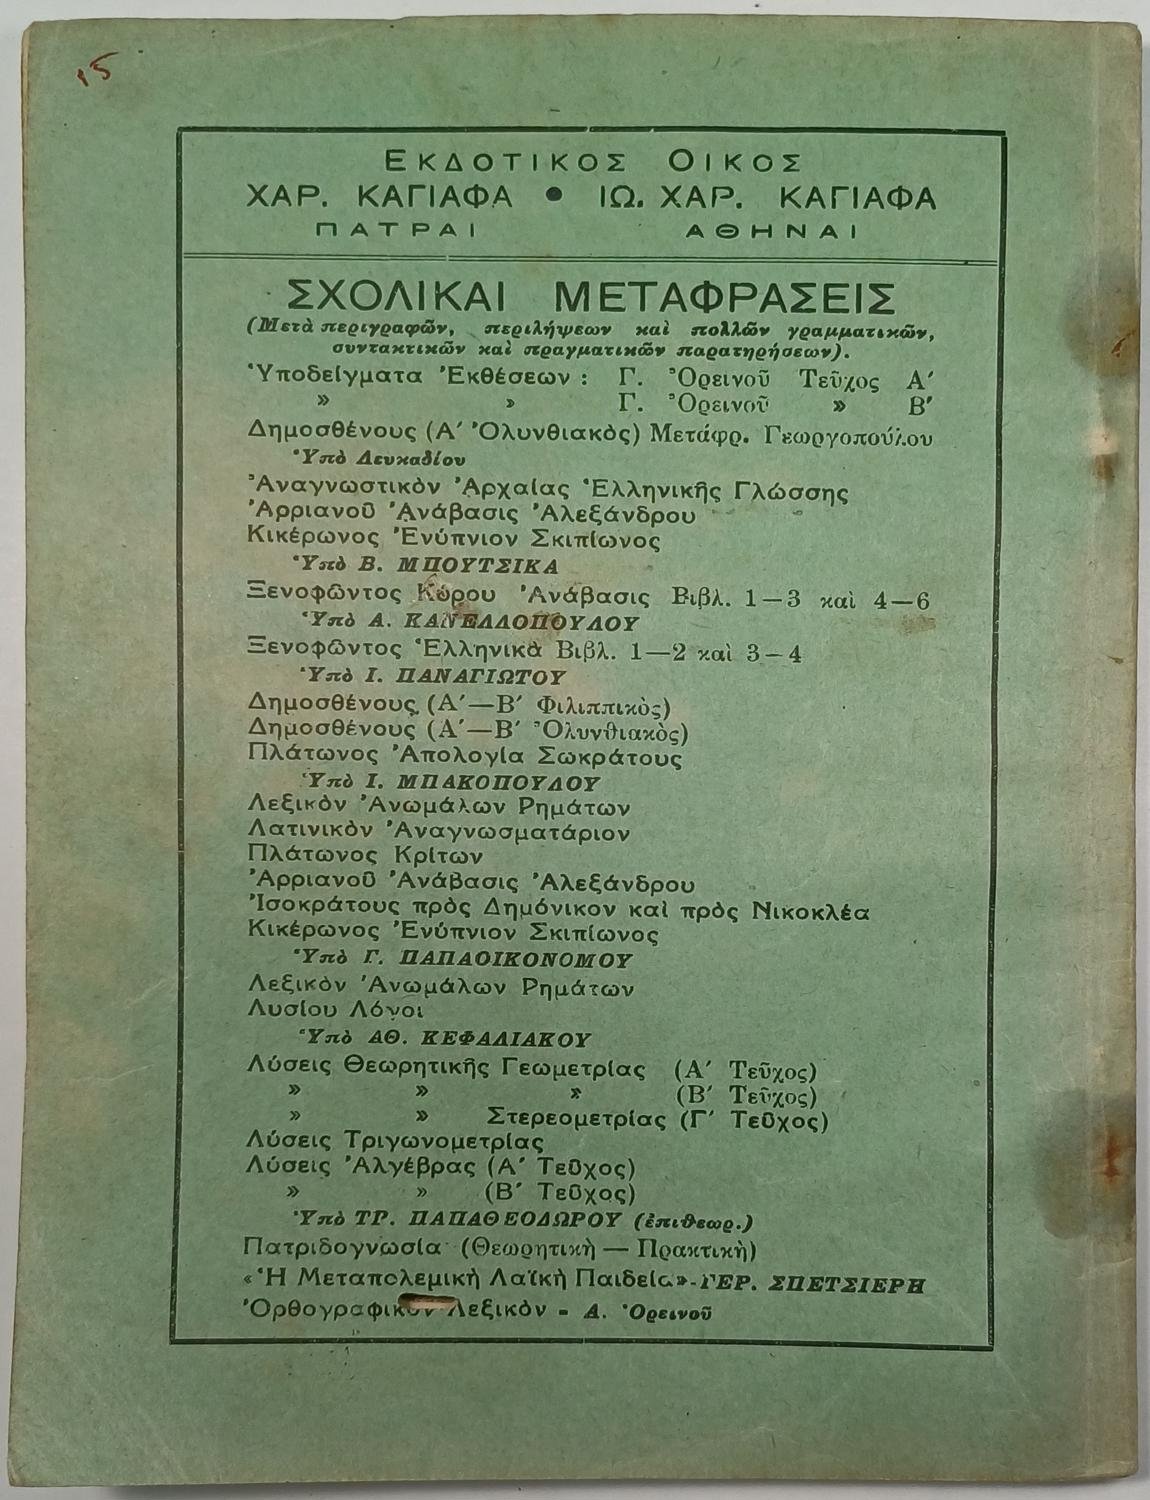 15
ΕΚΔΟΤΙΚΟΣ ΟΙΚΟΣ
ΧΑΡ. ΚΑΓΙΑΦΑ • ΙΩ. ΧΑΡ. ΚΑΓΙΑΦΑ
ΠΑΤΡΑΙ ΑΘΗΝΑΙ
ΣΧΟΛΙΚΑΙ ΜΕΤΑΦΡΑΣΕΙΣ
(Μετὰ περιγραφῶν, περιλήψεων καὶ πολλῶν γραμματικῶν,
συντακτικῶν καὶ πραγματικῶν παρατηρήσεων).
Ὑποδείγματα Ἐκθέσεων : Γ. Ὀρεινοῦ Τεῦχος Α′
» » Γ. Ὀρεινοῦ » Β′
Δημοσθένους (Α′ Ὀλυνθιακὸς) Μετάφρ. Γεωργοπούλου
Ὑπὸ Λευκαδίου
Ἀναγνωστικὸν Ἀρχαίας Ἑλληνικῆς Γλώσσης
Ἀρριανοῦ Ἀνάβασις Ἀλεξάνδρου
Κικέρωνος Ἐνύπνιον Σκιπίωνος
Ὑπὸ Β. ΜΠΟΥΤΣΙΚΑ
Ξενοφῶντος Κύρου Ἀνάβασις Βιβλ. 1—3 καὶ 4—6
Ὑπὸ Α. ΚΑΝΕΛΛΟΠΟΥΛΟΥ
Ξενοφῶντος Ἑλληνικὰ Βιβλ. 1—2 καὶ 3—4
Ὑπὸ Ι. ΠΑΝΑΓΙΩΤΟΥ
Δημοσθένους (Α′—Β′ Φιλιππικὸς)
Δημοσθένους (Α′—Β′ Ὀλυνθιακὸς)
Πλάτωνος Ἀπολογία Σωκράτους
Ὑπὸ Ι. ΜΠΑΚΟΠΟΥΛΟΥ
Λεξικὸν Ἀνωμάλων Ρημάτων
Λατινικὸν Ἀναγνωσματάριον
Πλάτωνος Κρίτων
Ἀρριανοῦ Ἀνάβασις Ἀλεξάνδρου
Ἰσοκράτους πρὸς Δημόνικον καὶ πρὸς Νικοκλέα
Κικέρωνος Ἐνύπνιον Σκιπίωνος
Ὑπὸ Γ. ΠΑΠΑΟΙΚΟΝΟΜΟΥ
Λεξικὸν Ἀνωμάλων Ρημάτων
Λυσίου Λόγοι
Ὑπὸ ΑΘ. ΚΕΦΑΛΙΑΚΟΥ
Λύσεις Θεωρητικῆς Γεωμετρίας (Α′ Τεῦχος)
» » » (Β′ Τεῦχος)
» » Στερεομετρίας (Γ′ Τεῦχος)
Λύσεις Τριγωνομετρίας
Λύσεις Ἀλγέβρας (Α′ Τεῦχος)
» » (Β′ Τεῦχος)
Ὑπὸ ΤΡ. ΠΑΠΑΘΕΟΔΩΡΟΥ (ἐπιθεωρ.)
Πατριδογνωσία (Θεωρητικὴ — Πρακτικὴ)
«Ἡ Μεταπολεμικὴ Λαϊκὴ Παιδεία»-ΓΕΡ. ΣΠΕΤΣΙΕΡΗ
Ὀρθογραφικὸν Λεξικὸν - Α. Ὀρεινοῦ